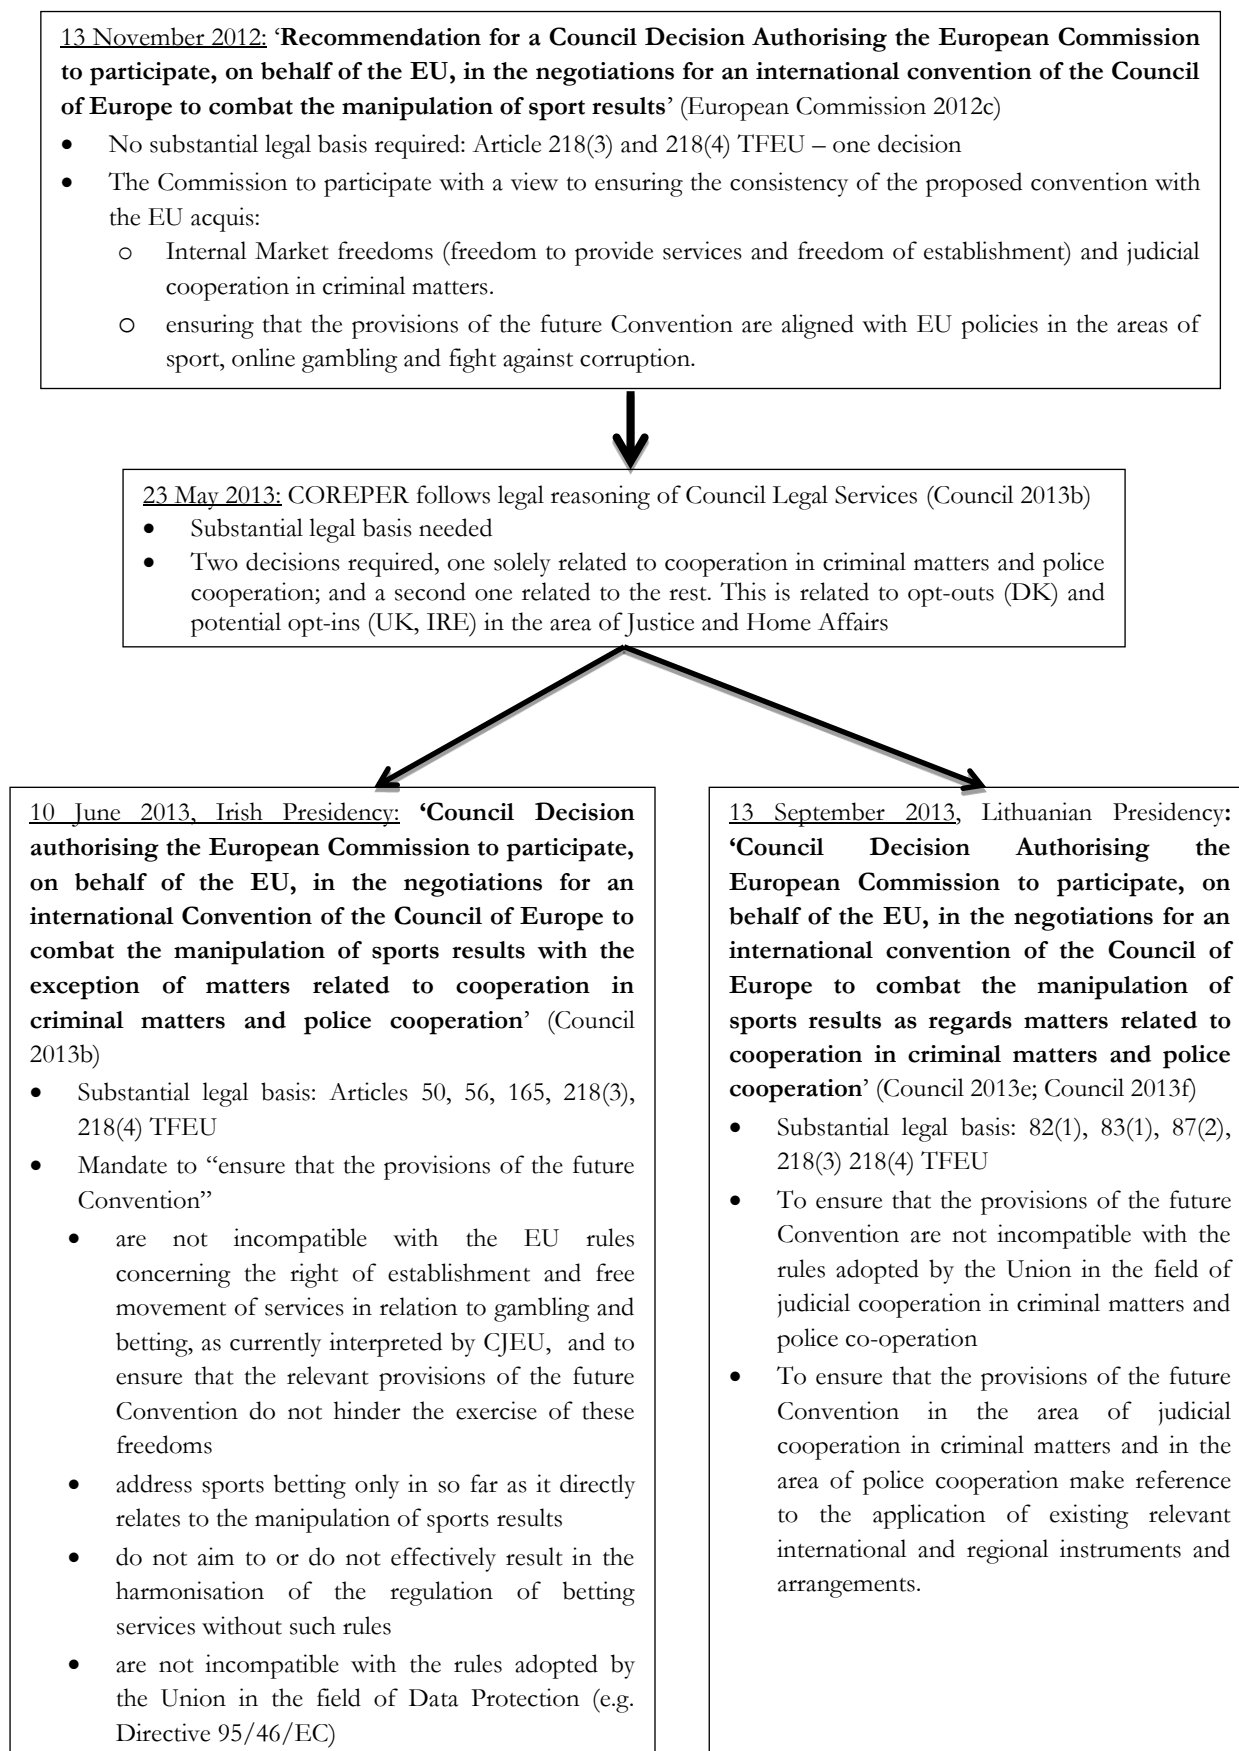 13 November 2012: ‘Recommendation for a Council Decision Authorising the European Commission
to participate, on behalf of the EU, in the negotiations for an international convention of the Council
of Europe to combat the manipulation of sport results’ (European Commission 2012c)
• No substantial legal basis required: Article 218(3) and 218(4) TFEU – one decision
• The Commission to participate with a view to ensuring the consistency of the proposed convention with
the EU acquis:
o Internal Market freedoms (freedom to provide services and freedom of establishment) and judicial
cooperation in criminal matters.
o ensuring that the provisions of the future Convention are aligned with EU policies in the areas of
sport, online gambling and fight against corruption.
23 May 2013: COREPER follows legal reasoning of Council Legal Services (Council 2013b)
• Substantial legal basis needed
• Two decisions required, one solely related to cooperation in criminal matters and police
cooperation; and a second one related to the rest. This is related to opt-outs (DK) and
potential opt-ins (UK, IRE) in the area of Justice and Home Affairs
10 June 2013, Irish Presidency: ‘Council Decision
authorising the European Commission to participate,
on behalf of the EU, in the negotiations for an
international Convention of the Council of Europe to
combat the manipulation of sports results with the
exception of matters related to cooperation in
criminal matters and police cooperation’ (Council
2013b)
• Substantial legal basis: Articles 50, 56, 165, 218(3),
218(4) TFEU
• Mandate to “ensure that the provisions of the future
Convention”
• are not incompatible with the EU rules
concerning the right of establishment and free
movement of services in relation to gambling and
betting, as currently interpreted by CJEU, and to
ensure that the relevant provisions of the future
Convention do not hinder the exercise of these
freedoms
• address sports betting only in so far as it directly
relates to the manipulation of sports results
• do not aim to or do not effectively result in the
harmonisation of the regulation of betting
services without such rules
• are not incompatible with the rules adopted by
the Union in the field of Data Protection (e.g.
Directive 95/46/EC)
13 September 2013, Lithuanian Presidency:
‘Council Decision Authorising the
European Commission to participate, on
behalf of the EU, in the negotiations for an
international convention of the Council of
Europe to combat the manipulation of
sports results as regards matters related to
cooperation in criminal matters and police
cooperation’ (Council 2013e; Council 2013f)
• Substantial legal basis: 82(1), 83(1), 87(2),
218(3) 218(4) TFEU
• To ensure that the provisions of the future
Convention are not incompatible with the
rules adopted by the Union in the field of
judicial cooperation in criminal matters and
police co-operation
• To ensure that the provisions of the future
Convention in the area of judicial
cooperation in criminal matters and in the
area of police cooperation make reference
to the application of existing relevant
international and regional instruments and
arrangements.